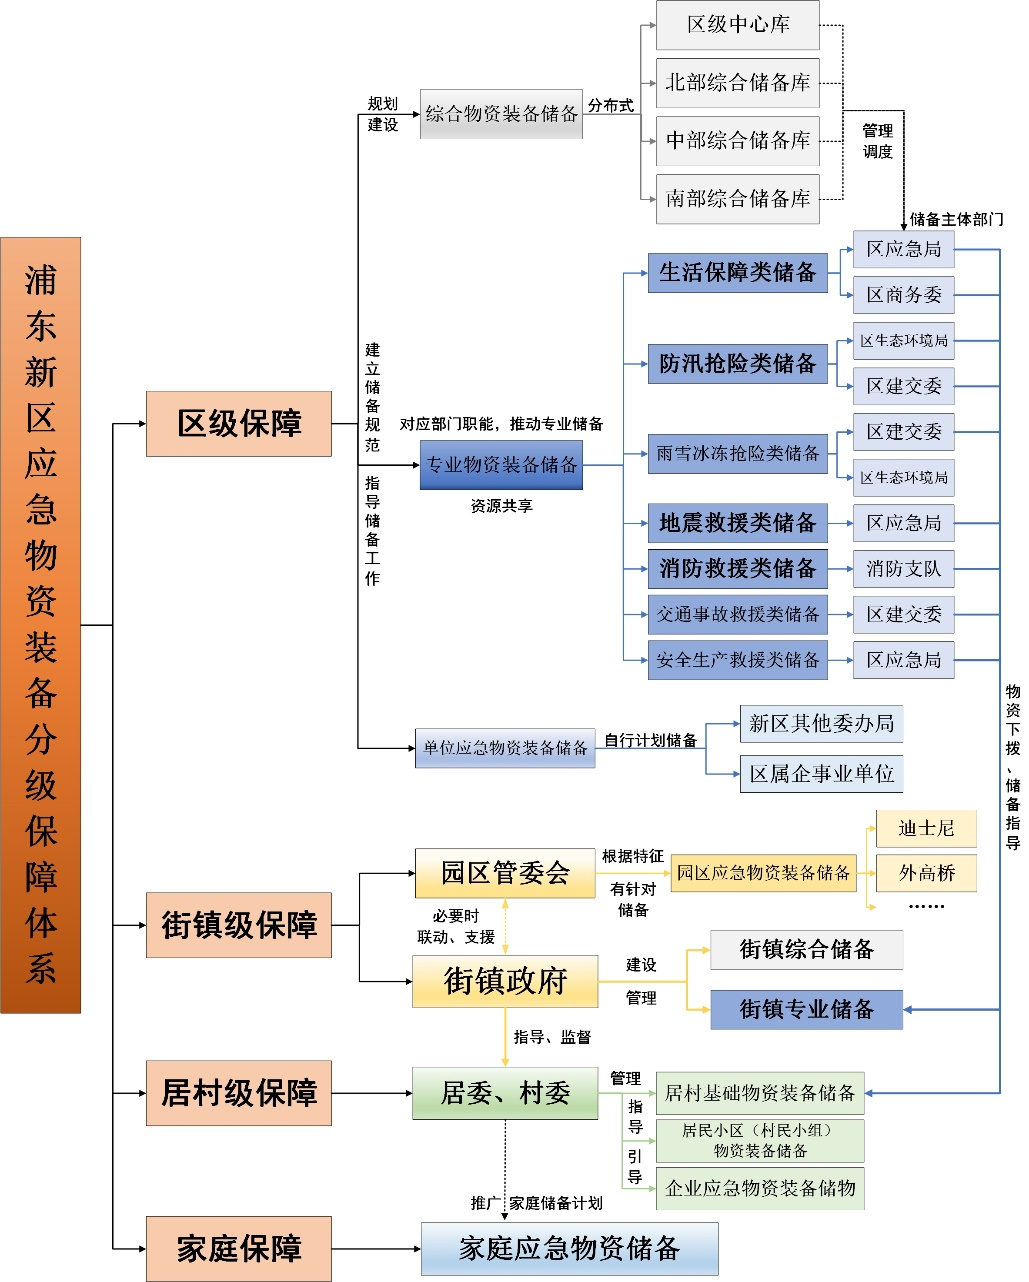 浦东新区应急物资装备分级保障体系
区级保障
规划
建设
综合物资装备储备
分布式
区级中心库
北部综合储备库
中部综合储备库
南部综合储备库
管理
调度
储备主体部门
建立储备规范
指导储备工作
对应部门职能，推动专业储备
专业物资装备储备
资源共享
生活保障类储备
区应急局
区商务委
防汛抢险类储备
区生态环境局
区建交委
雨雪冰冻抢险类储备
区建交委
区生态环境局
地震救援类储备
区应急局
消防救援类储备
消防支队
交通事故救援类储备
区建交委
安全生产救援类储备
区应急局
物资下拨、储备指导
单位应急物资装备储备
自行计划储备
新区其他委办局
区属企事业单位
街镇级保障
园区管委会
根据特征
有针对
储备
园区应急物资装备储备
迪士尼
外高桥
……
必要时
联动、支援
街镇政府
建设
管理
街镇综合储备
街镇专业储备
指导、监督
居村级保障
居委、村委
管理
指导
引导
居村基础物资装备储备
居民小区（村民小组）
物资装备储备
企业应急物资装备储物
推广 家庭储备计划
家庭保障
家庭应急物资储备